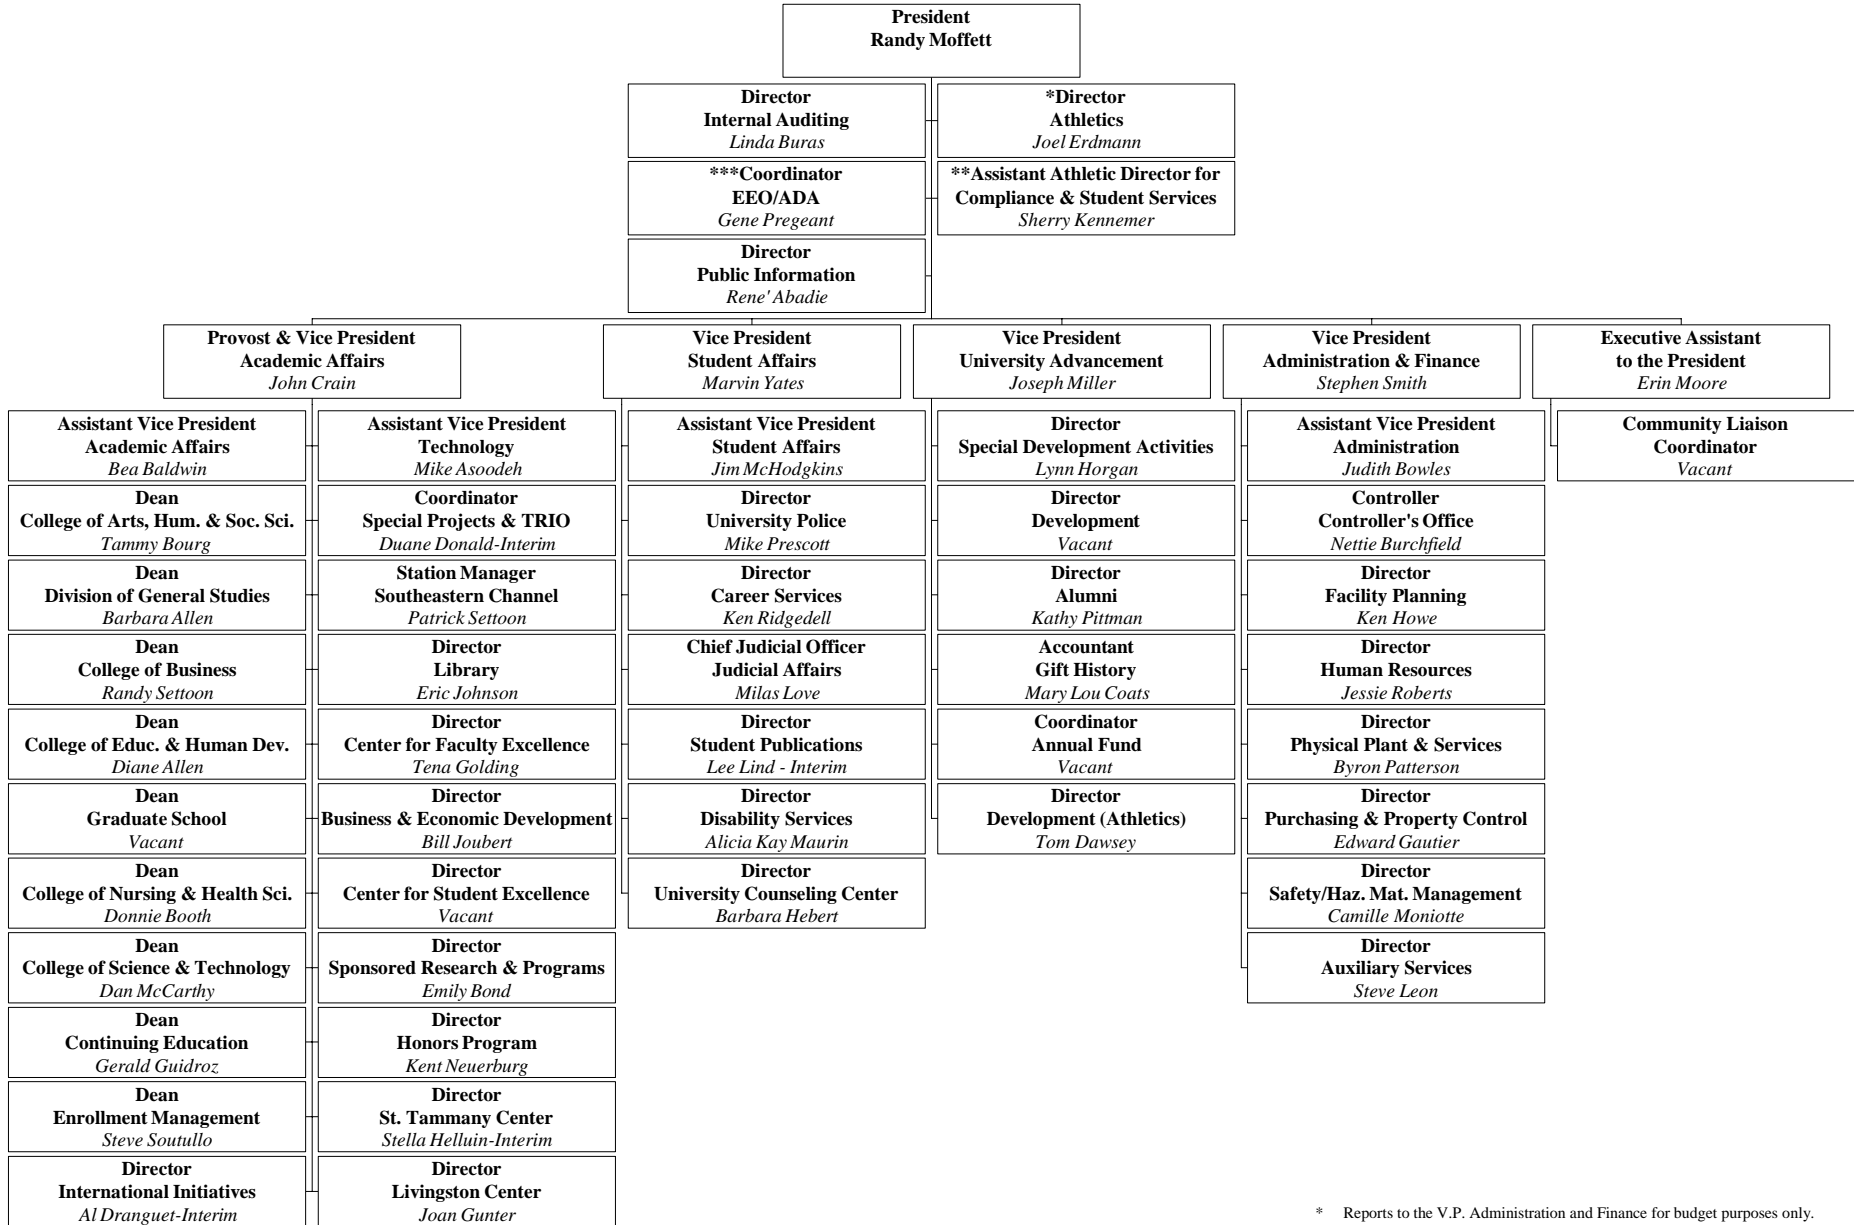 President
Randy Moffett
Director
Internal Auditing
Linda Buras
*Director
Athletics
Joel Erdmann
***Coordinator
EEO/ADA
Gene Pregeant
**Assistant Athletic Director for
Compliance & Student Services
Sherry Kennemer
Director
Public Information
Rene' Abadie
Provost & Vice President
Academic Affairs
John Crain
Vice President
Student Affairs
Marvin Yates
Vice President
University Advancement
Joseph Miller
Vice President
Administration & Finance
Stephen Smith
Executive Assistant
to the President
Erin Moore
Assistant Vice President
Academic Affairs
Bea Baldwin
Dean
College of Arts, Hum. & Soc. Sci.
Tammy Bourg
Dean
Division of General Studies
Barbara Allen
Dean
College of Business
Randy Settoon
Dean
College of Educ. & Human Dev.
Diane Allen
Dean
Graduate School
Vacant
Dean
College of Nursing & Health Sci.
Donnie Booth
Dean
College of Science & Technology
Dan McCarthy
Dean
Continuing Education
Gerald Guidroz
Dean
Enrollment Management
Steve Soutullo
Director
International Initiatives
Al Dranguet-Interim
Assistant Vice President
Technology
Mike Asoodeh
Coordinator
Special Projects & TRIO
Duane Donald-Interim
Station Manager
Southeastern Channel
Patrick Settoon
Director
Library
Eric Johnson
Director
Center for Faculty Excellence
Tena Golding
Director
Business & Economic Development
Bill Joubert
Director
Center for Student Excellence
Vacant
Director
Sponsored Research & Programs
Emily Bond
Director
Honors Program
Kent Neuerburg
Director
St. Tammany Center
Stella Helluin-Interim
Director
Livingston Center
Joan Gunter
Assistant Vice President
Student Affairs
Jim McHodgkins
Director
University Police
Mike Prescott
Director
Career Services
Ken Ridgedell
Chief Judicial Officer
Judicial Affairs
Milas Love
Director
Student Publications
Lee Lind - Interim
Director
Disability Services
Alicia Kay Maurin
Director
University Counseling Center
Barbara Hebert
Director
Special Development Activities
Lynn Horgan
Director
Development
Vacant
Director
Alumni
Kathy Pittman
Accountant
Gift History
Mary Lou Coats
Coordinator
Annual Fund
Vacant
Director
Development (Athletics)
Tom Dawsey
Assistant Vice President
Administration
Judith Bowles
Controller
Controller's Office
Nettie Burchfield
Director
Facility Planning
Ken Howe
Director
Human Resources
Jessie Roberts
Director
Physical Plant & Services
Byron Patterson
Director
Purchasing & Property Control
Edward Gautier
Director
Safety/Haz. Mat. Management
Camille Moniotte
Director
Auxiliary Services
Steve Leon
Community Liaison
Coordinator
Vacant
* Reports to the V.P. Administration and Finance for budget purposes only.